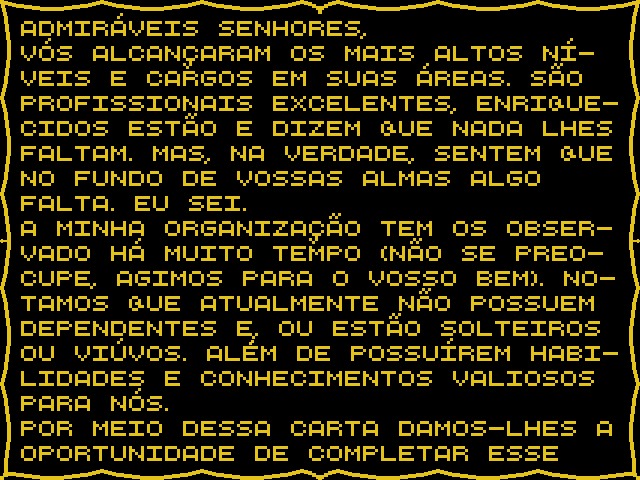 ADMIRÁVEIS SENHORES,
VÓS ALCANÇARAM OS MAIS ALTOS NÍ-
VEIS E CARGOS EM SUAS ÁREAS. SÃO
PROFISSIONAIS EXCELENTES, ENRIQUE-
CIDOS ESTÃO E DIZEM QUE NADA LHES
FALTAM. MAS, NA VERDADE, SENTEM QUE
NO FUNDO DE VOSSAS ALMAS ALGO
FALTA. EU SEI.
A MINHA ORGANIZAÇÃO TEM OS OBSER-
VADO HÁ MUITO TEMPO (NÃO SE PREO-
CUPE, AGIMOS PARA O VOSSO BEM). NO-
TAMOS QUE ATUALMENTE NÃO POSSUEM
DEPENDENTES E, OU ESTÃO SOLTEIROS
OU VIÚVOS. ALÉM DE POSSUÍREM HABI-
LIDADES E CONHECIMENTOS VALIOSOS
PARA NÓS.
POR MEIO DESSA CARTA DAMOS-LHES A
OPORTUNIDADE DE COMPLETAR ESSE